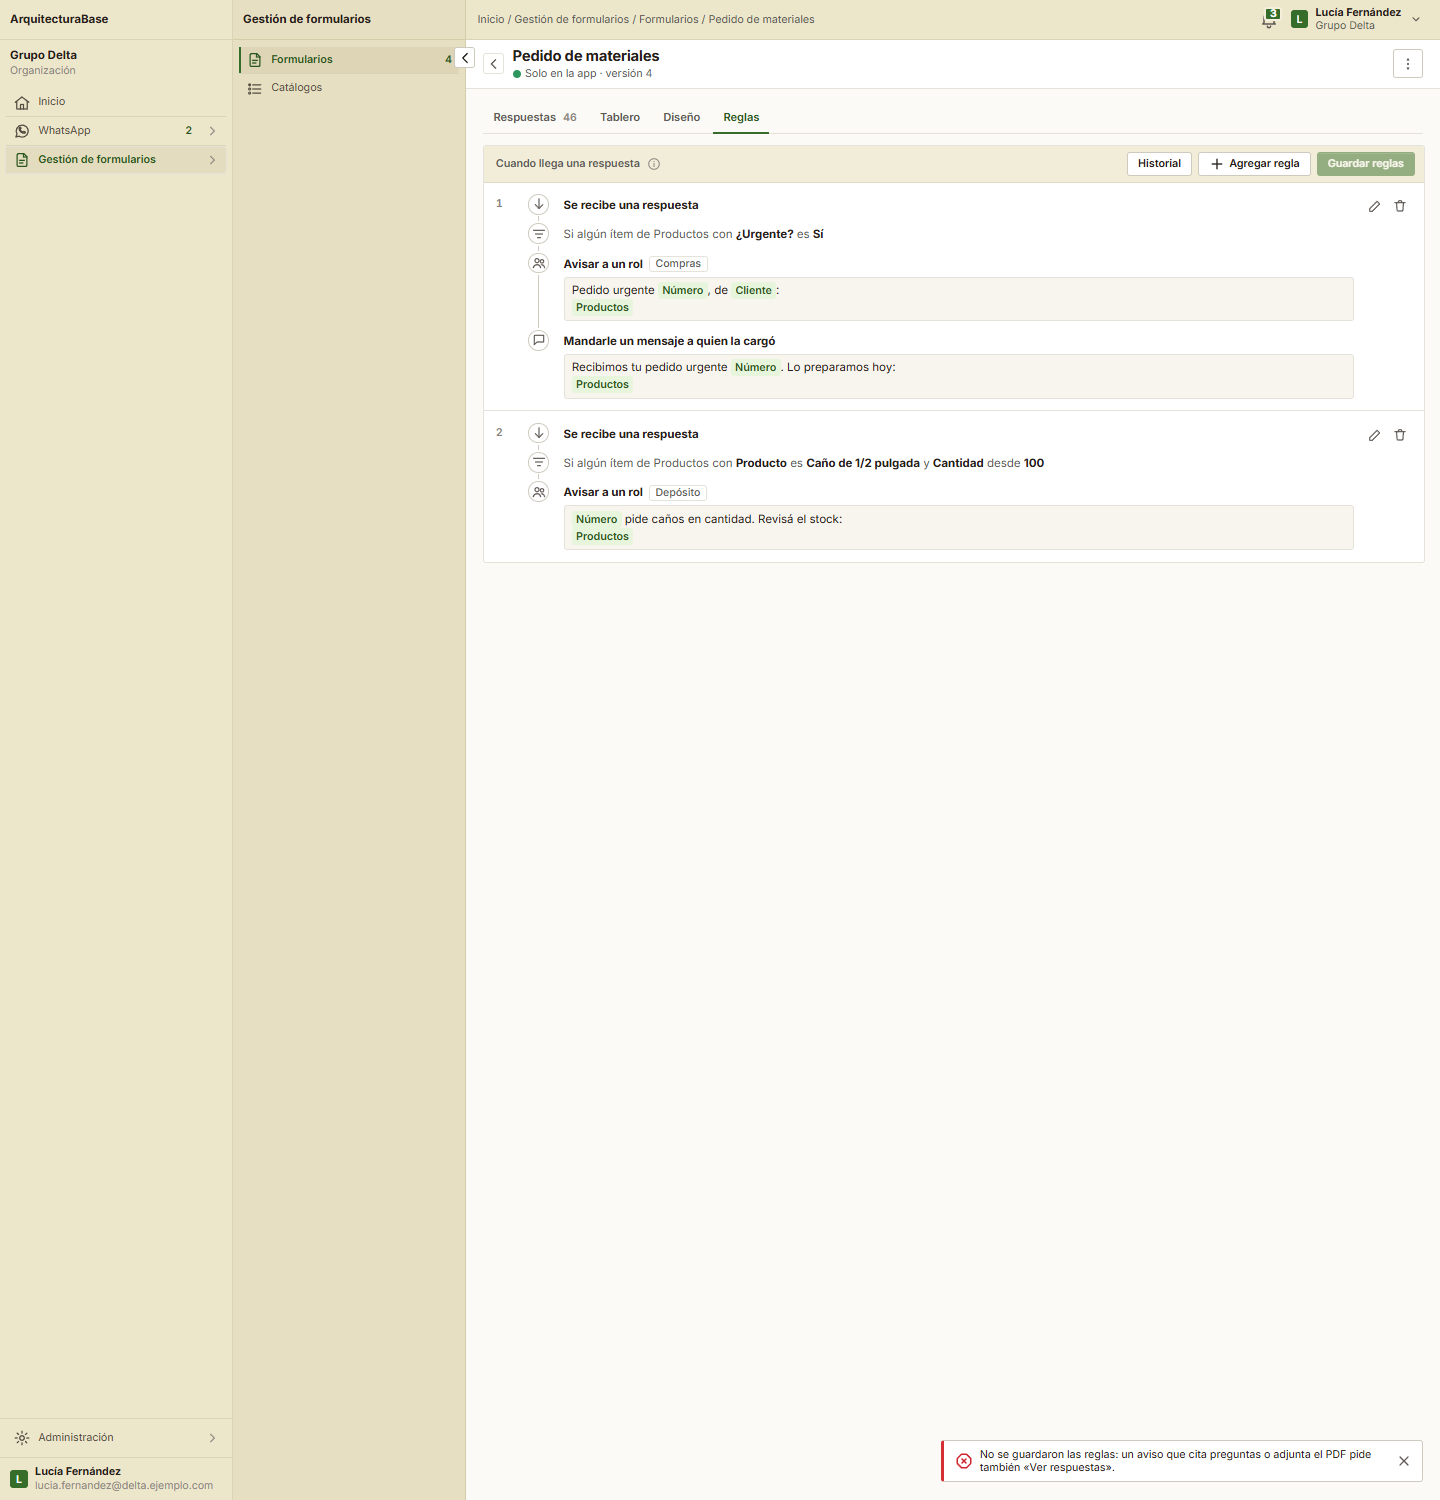 ArquitecturaBase
Grupo Delta
Organización
Inicio
WhatsApp 2
Gestión de formularios
Administración
L Lucía Fernández
lucia.fernandez@delta.ejemplo.com
Gestión de formularios
Formularios 4
Catálogos
Inicio / Gestión de formularios / Formularios / Pedido de materiales
3
L Lucía Fernández
Grupo Delta
Pedido de materiales
Solo en la app · versión 4
Respuestas 46 Tablero Diseño Reglas
Cuando llega una respuesta Historial Agregar regla Guardar reglas
1 Se recibe una respuesta
Si algún ítem de Productos con ¿Urgente? es Sí
Avisar a un rol Compras
Pedido urgente Número , de Cliente :
Productos
Mandarle un mensaje a quien la cargó
Recibimos tu pedido urgente Número . Lo preparamos hoy:
Productos
2 Se recibe una respuesta
Si algún ítem de Productos con Producto es Caño de 1/2 pulgada y Cantidad desde 100
Avisar a un rol Depósito
Número pide caños en cantidad. Revisá el stock:
Productos
No se guardaron las reglas: un aviso que cita preguntas o adjunta el PDF pide
también «Ver respuestas».